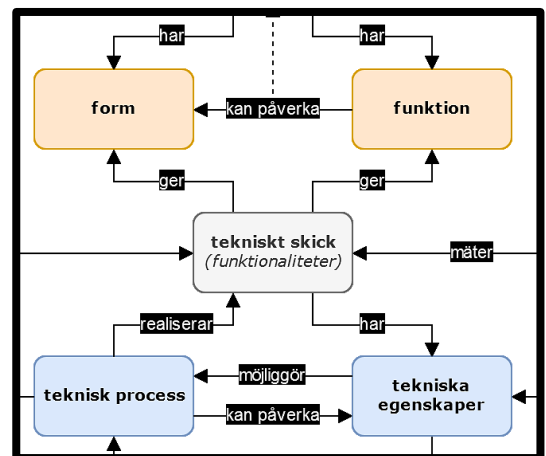 har
har
form
kan påverka
funktion
ger
ger
tekniskt skick
(funktionaliteter)
mäter
realiserar
har
möjliggör
teknisk process
tekniska
egenskaper
kan påverka